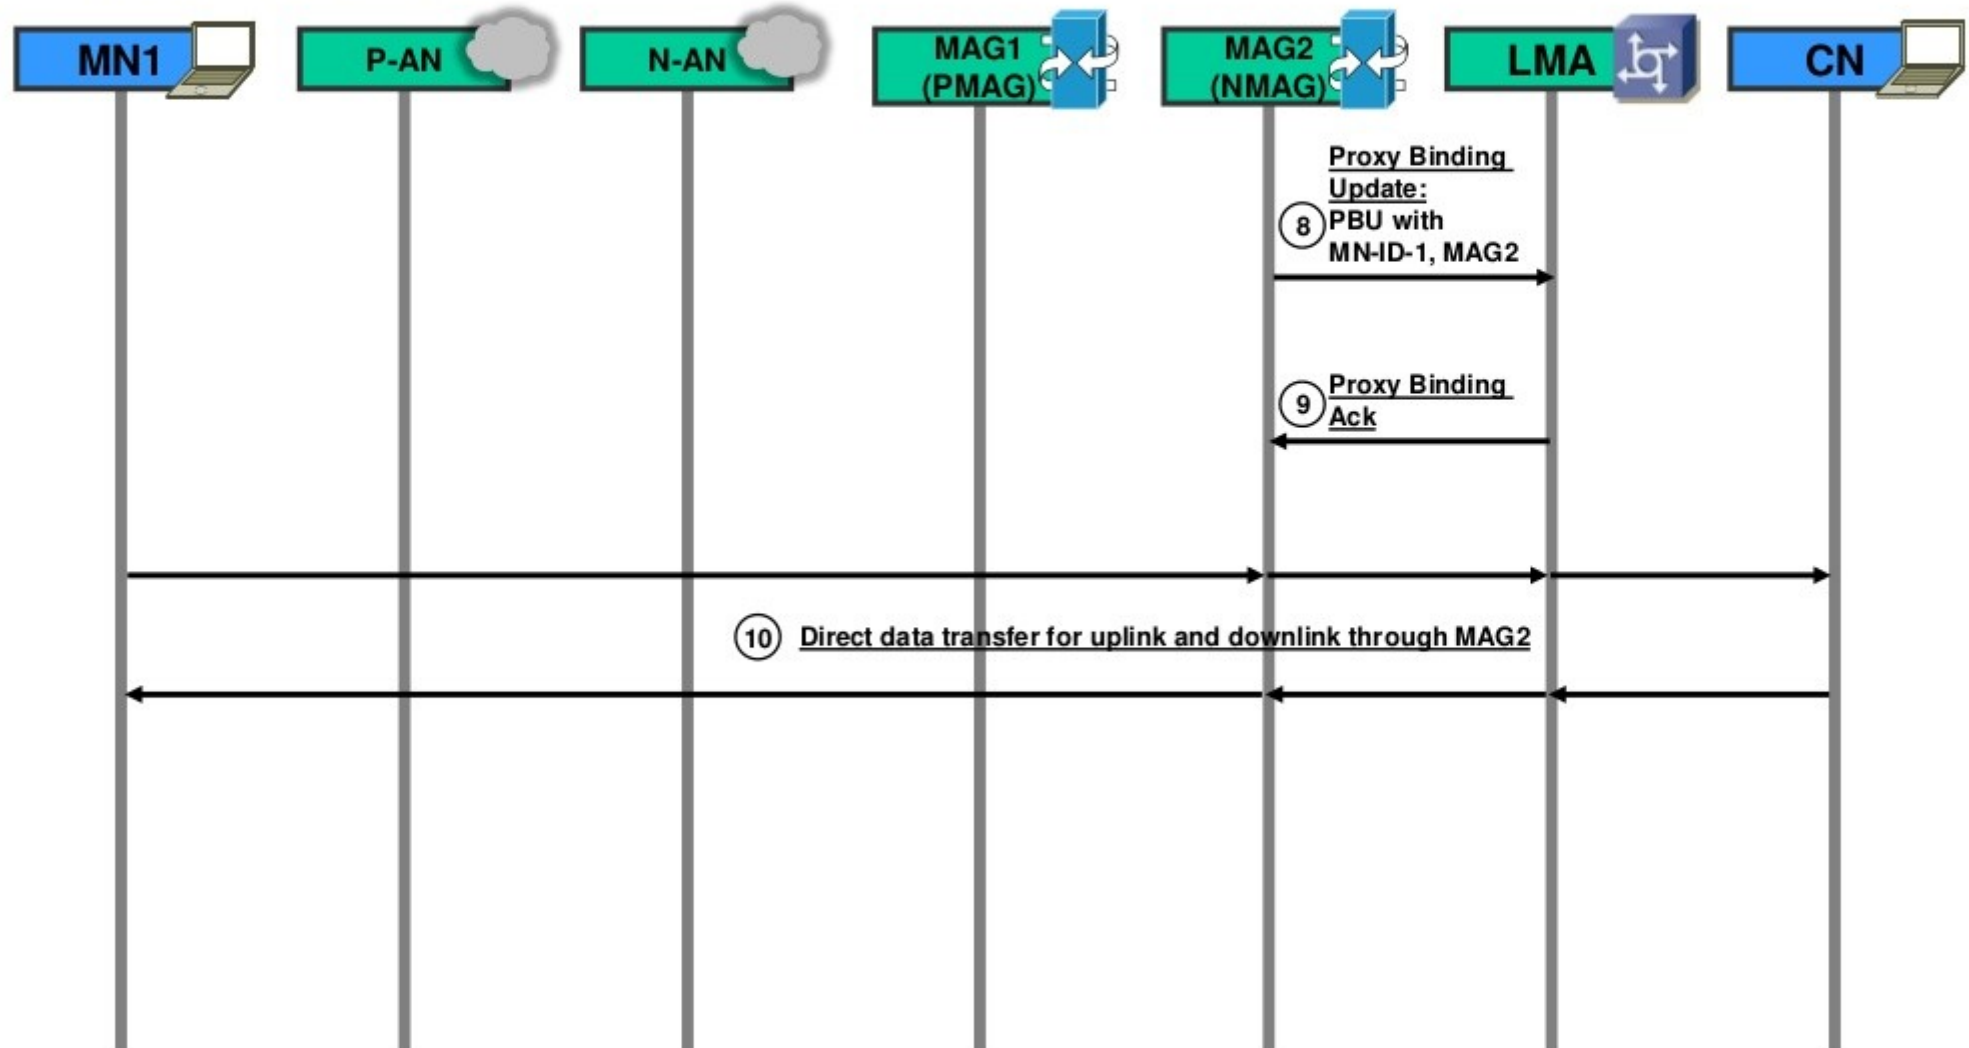 MN1
P-AN
N-AN
MAG1
(PMAG)
MAG2
(NMAG)
LMA
CN
Proxy Binding
Update:
8 PBU with
MN-ID-1, MAG2
Proxy Binding
9 Ack
10 Direct data transfer for uplink and downlink through MAG2